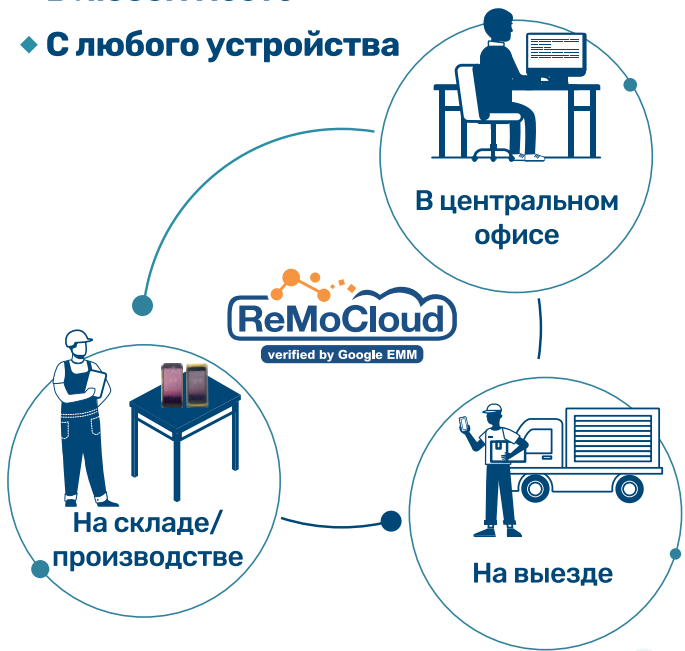 С любого устройства
В центральном
офисе
ReMoCloud
verified by Google EMM
На складе/
производстве
На выезде